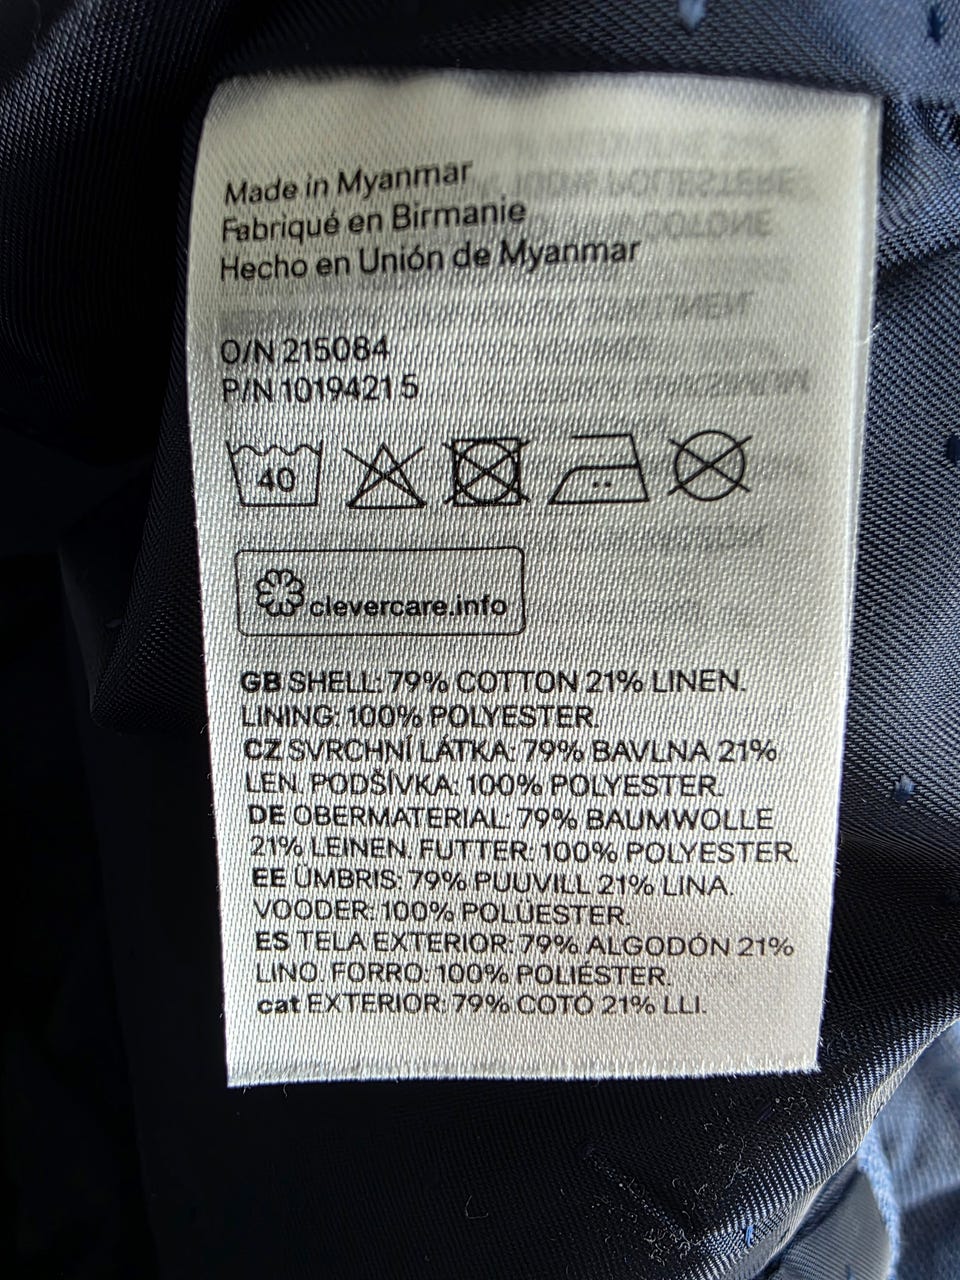 Made in Myanmar
Fabriqué en Birmanie
Hecho en Unión de Myanmar
O/N 215084
P/N 1019421 5
40
clevercare.info
GB SHELL: 79% COTTON 21% LINEN.
LINING: 100% POLYESTER.
CZ SVRCHNÍ LÁTKA: 79% BAVLNA 21%
LEN. PODŠÍVKA: 100% POLYESTER.
DE OBERMATERIAL: 79% BAUMWOLLE
21% LEINEN. FUTTER: 100% POLYESTER.
EE ÜMBRIS: 79% PUUVILL 21% LINA.
VOODER: 100% POLÜESTER.
ES TELA EXTERIOR: 79% ALGODÓN 21%
LINO. FORRO: 100% POLIÉSTER.
cat EXTERIOR: 79% COTÓ 21% LLI.